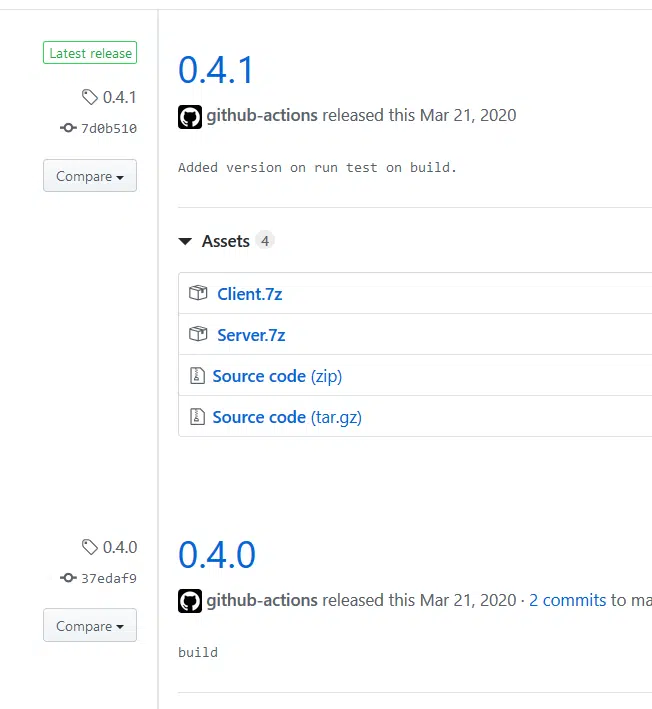 Latest release
0.4.1
7d0b510
Compare
0.4.1
github-actions released this Mar 21, 2020
Added version on run test on build.
Assets 4
Client.7z
Server.7z
Source code (zip)
Source code (tar.gz)
0.4.0
37edaf9
Compare
0.4.0
github-actions released this Mar 21, 2020 · 2 commits to ma
build